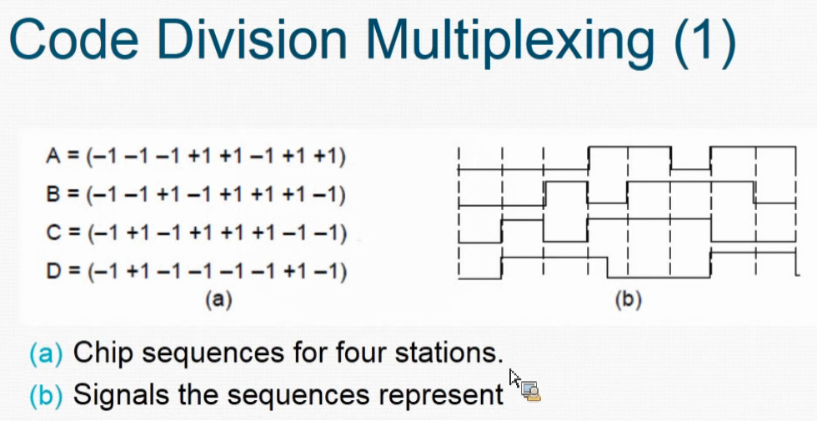 Code Division Multiplexing (1)
A = (–1 –1 –1 +1 +1 –1 +1 +1)
B = (–1 –1 +1 –1 +1 +1 +1 –1)
C = (–1 +1 –1 +1 +1 +1 –1 –1)
D = (–1 +1 –1 –1 –1 –1 +1 –1)
(a)
(b)
(a) Chip sequences for four stations.
(b) Signals the sequences represent